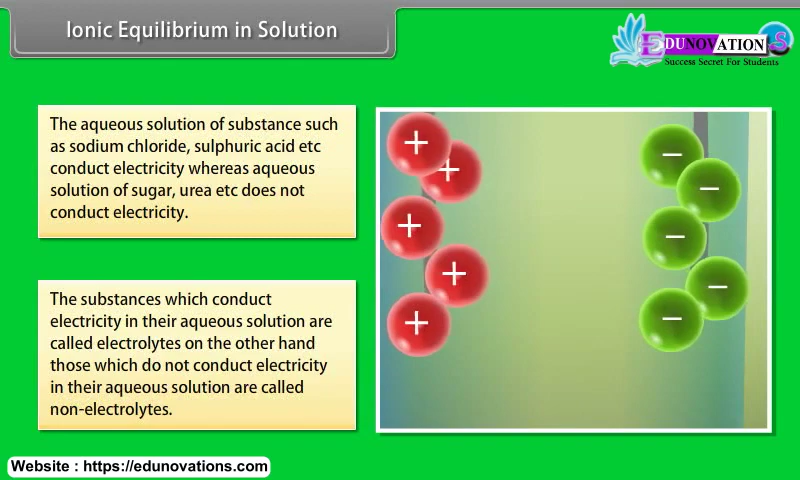 Ionic Equilibrium in Solution
EDUNOVATIONS
Success Secret For Students
The aqueous solution of substance such
as sodium chloride, sulphuric acid etc
conduct electricity whereas aqueous
solution of sugar, urea etc does not
conduct electricity.
The substances which conduct
electricity in their aqueous solution are
called electrolytes on the other hand
those which do not conduct electricity
in their aqueous solution are called
non-electrolytes.
+ −
+ −
+ −
+ −
+ −
Website : https://edunovations.com